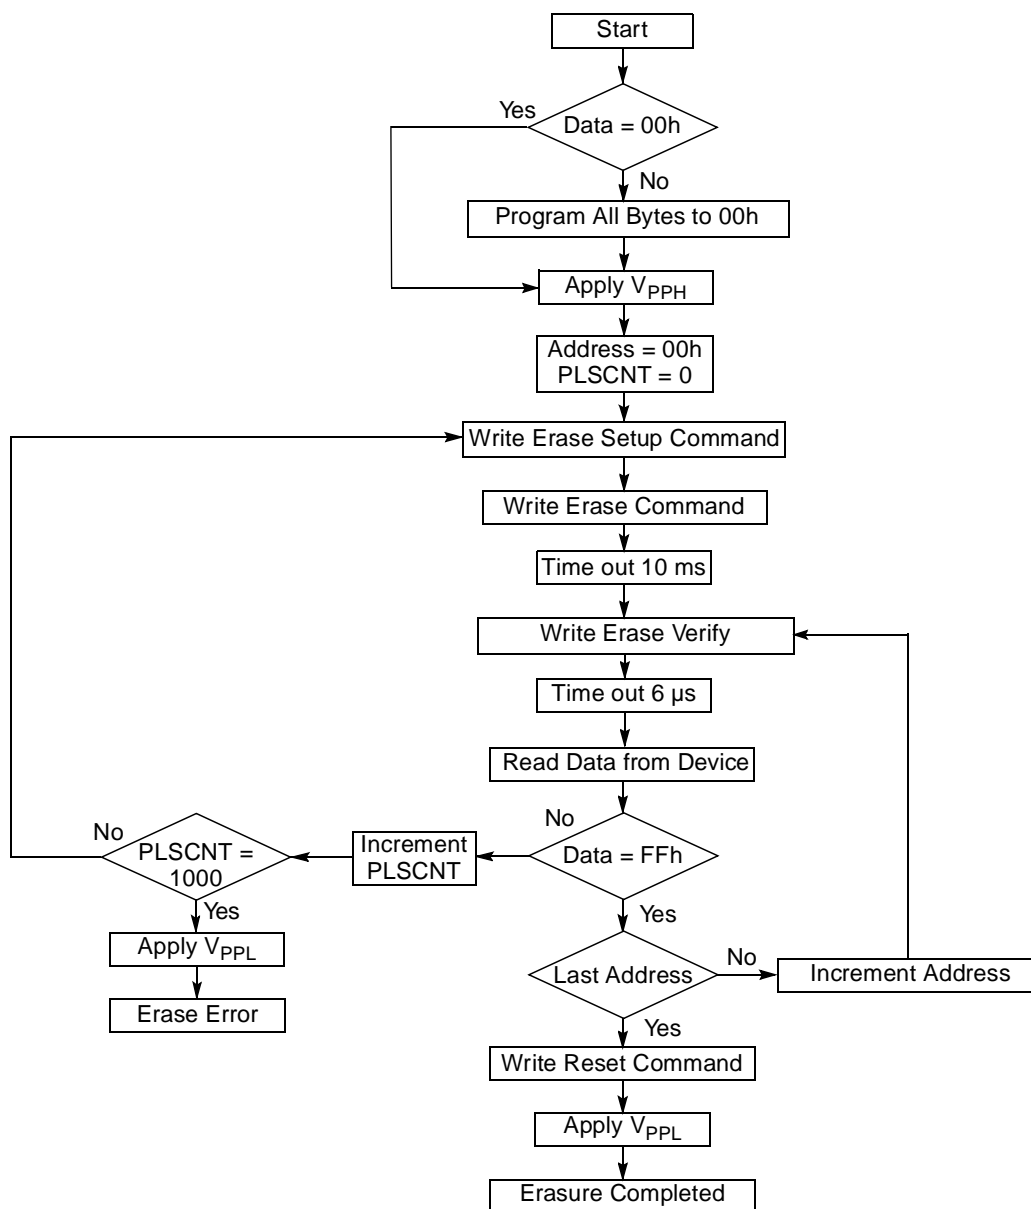 Start
Yes
Data = 00h
No
Program All Bytes to 00h
Apply VPPH
Address = 00h
PLSCNT = 0
Write Erase Setup Command
Write Erase Command
Time out 10 ms
Write Erase Verify
Time out 6 µs
Read Data from Device
No
Data = FFh
Increment
PLSCNT
No
PLSCNT =
1000
Yes
Apply VPPL
Erase Error
Yes
Last Address
No
Increment Address
Yes
Write Reset Command
Apply VPPL
Erasure Completed